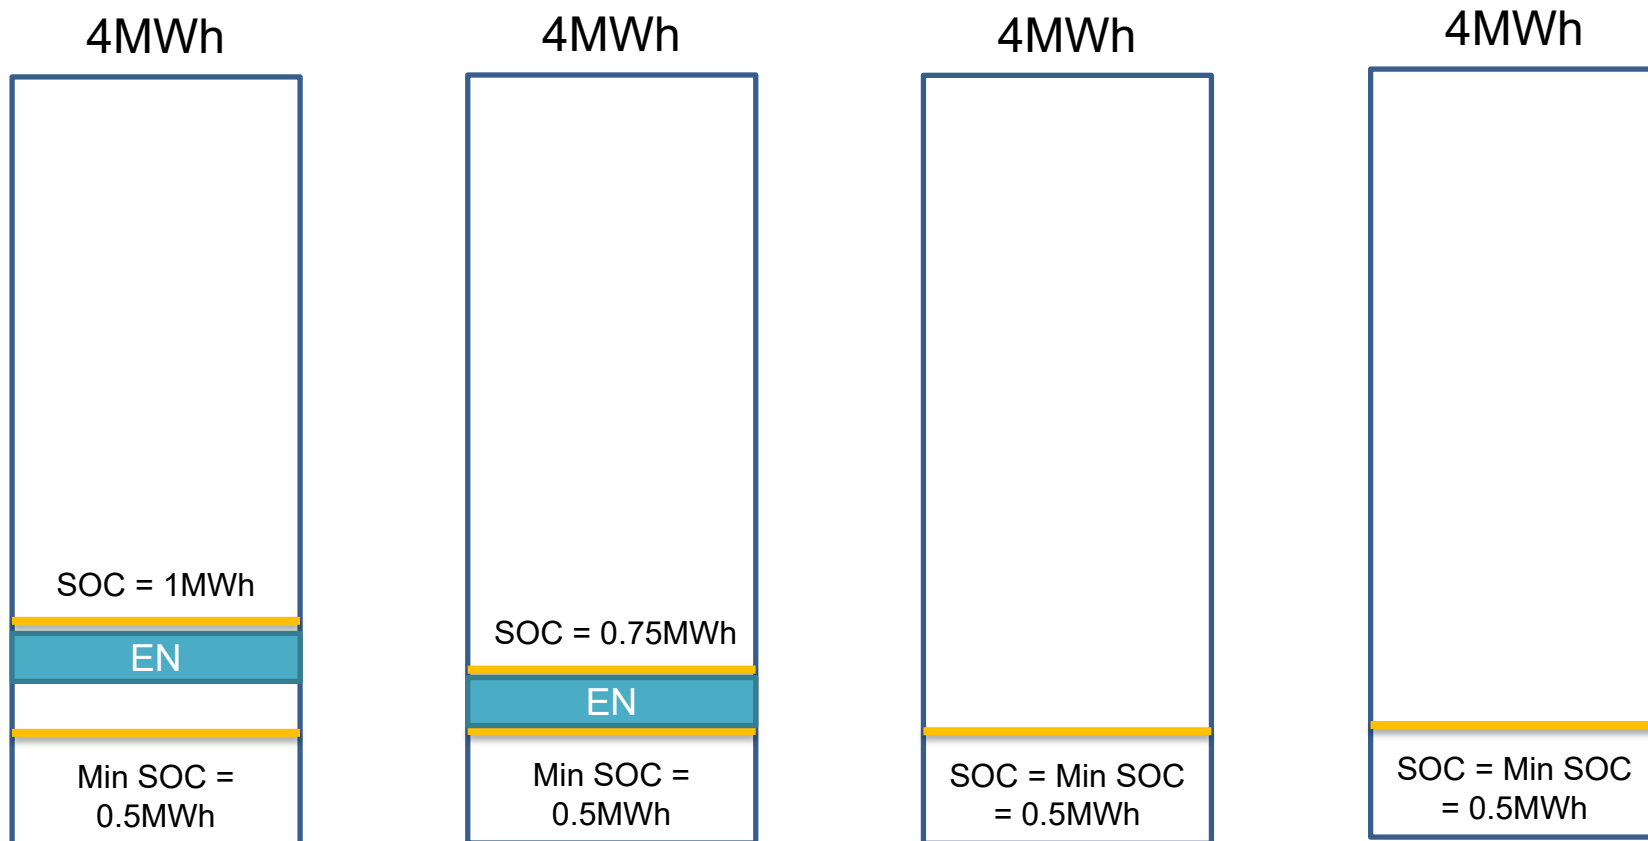 4MWh
SOC = 1MWh
EN
Min SOC =
0.5MWh
4MWh
SOC = 0.75MWh
EN
Min SOC =
0.5MWh
4MWh
SOC = Min SOC
= 0.5MWh
4MWh
SOC = Min SOC
= 0.5MWh